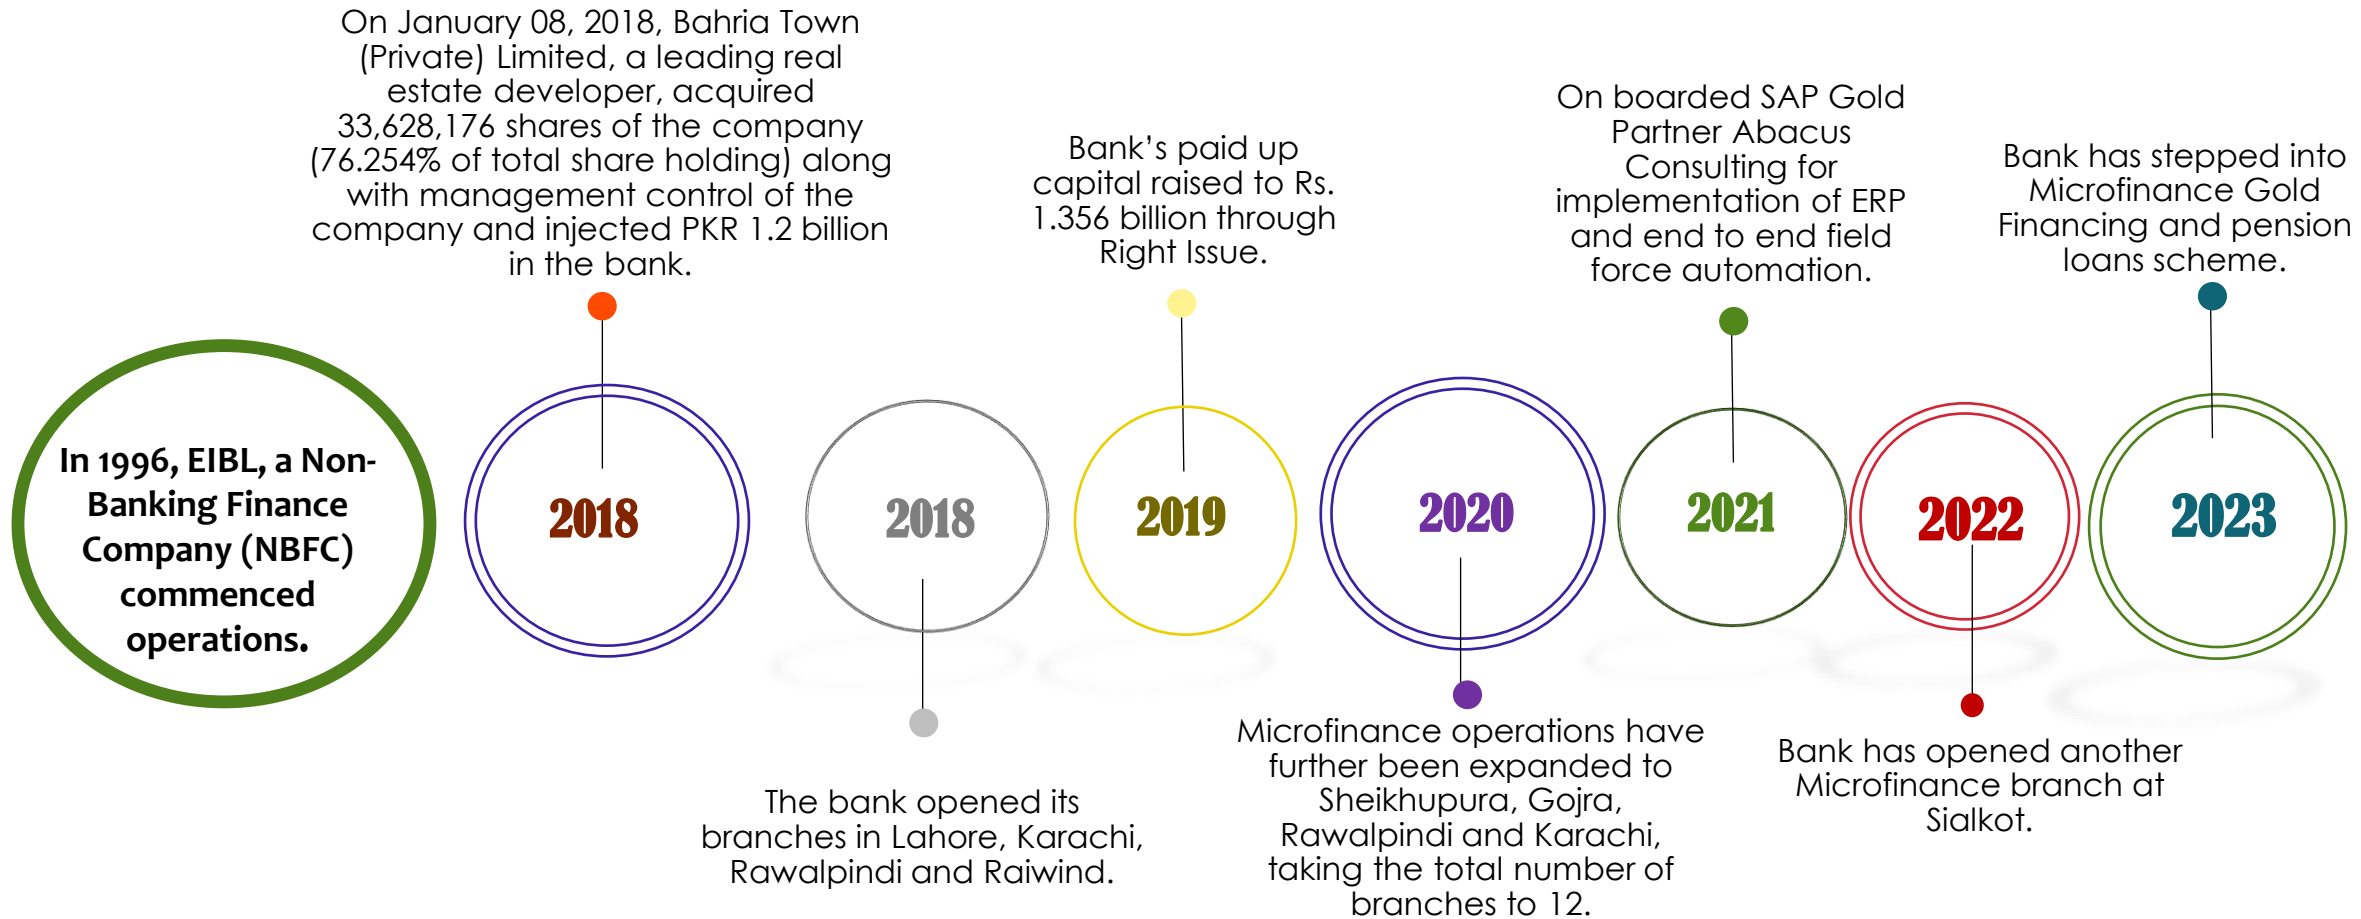 In 1996, EIBL, a Non-
Banking Finance
Company (NBFC)
commenced
operations.
On January 08, 2018, Bahria Town
(Private) Limited, a leading real
estate developer, acquired
33,628,176 shares of the company
(76.254% of total share holding) along
with management control of the
company and injected PKR 1.2 billion
in the bank.
2018
2018
The bank opened its
branches in Lahore, Karachi,
Rawalpindi and Raiwind.
Bank’s paid up
capital raised to Rs.
1.356 billion through
Right Issue.
2019
2020
Microfinance operations have
further been expanded to
Sheikhupura, Gojra,
Rawalpindi and Karachi,
taking the total number of
branches to 12.
On boarded SAP Gold
Partner Abacus
Consulting for
implementation of ERP
and end to end field
force automation.
2021
2022
Bank has opened another
Microfinance branch at
Sialkot.
Bank has stepped into
Microfinance Gold
Financing and pension
loans scheme.
2023